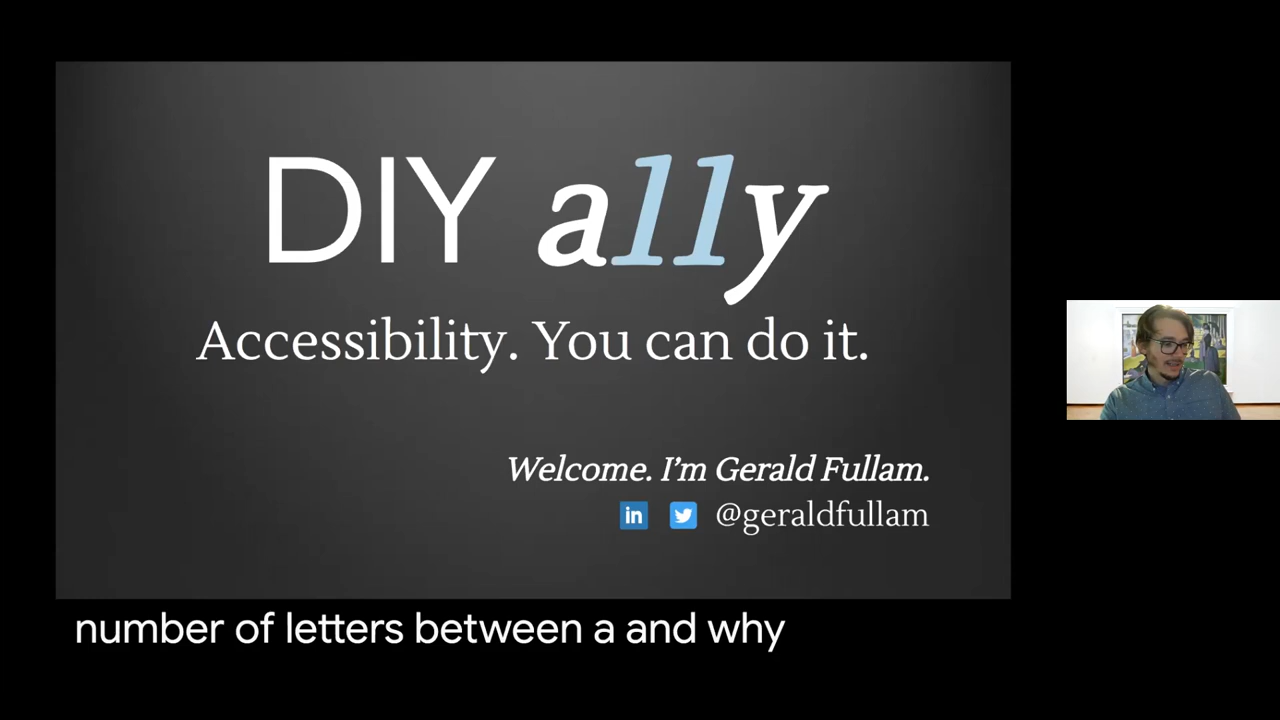 DIY a11y
Accessibility. You can do it.
Welcome. I'm Gerald Fullam.
in @geraldfullam
number of letters between a and why